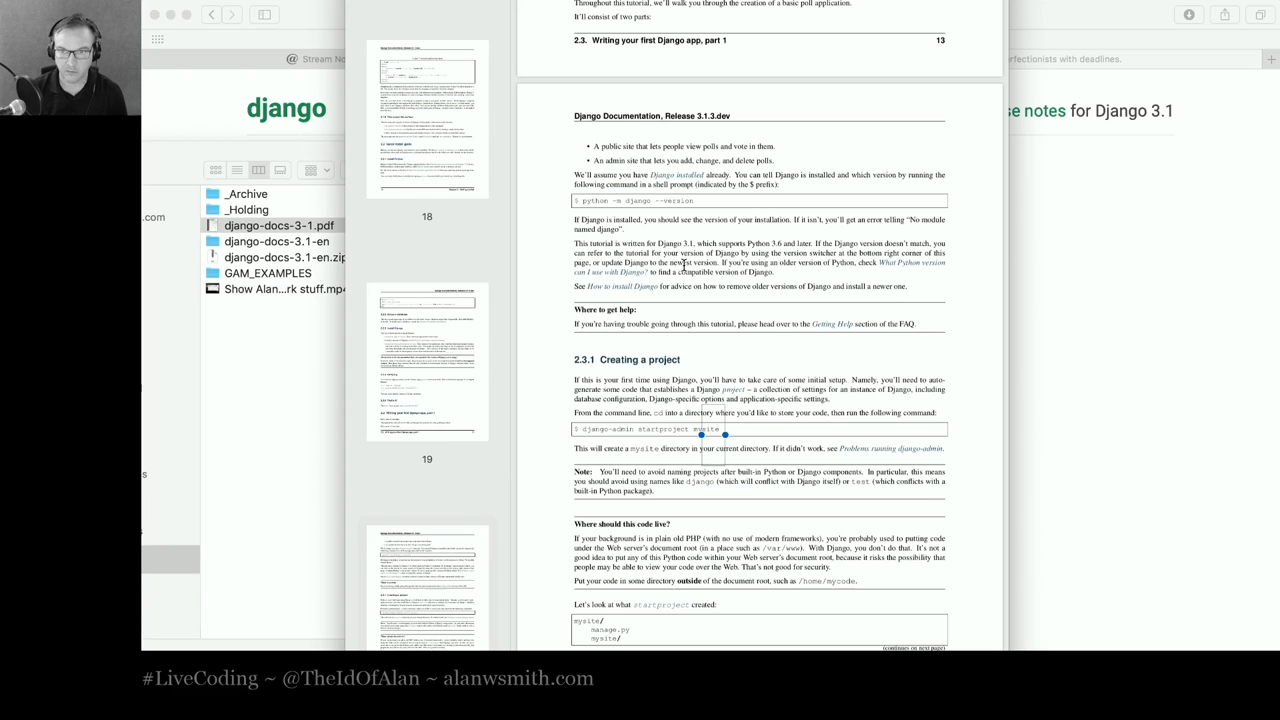 Throughout this tutorial, we'll walk you through the creation of a basic poll application.
It'll consist of two parts:
2.3. Writing your first Django app, part 1 13
@ Stream No
erfectionists with deadlines.
django
se notes for Django 3.1
.com
_Archive
_Holding
django-docs-3-1.pdf
django-docs-3.1-en
django-docs-3.1-en.zip
GAM_EXAMPLES
Show Alan...rk stuff.mp4
18
19
Django Documentation, Release 3.1.3.dev
• A public site that lets people view polls and vote in them.
• An admin site that lets you add, change, and delete polls.
We'll assume you have Django installed already. You can tell Django is installed and which version by running the
following command in a shell prompt (indicated by the $ prefix):
$ python -m django --version
If Django is installed, you should see the version of your installation. If it isn't, you'll get an error telling “No module
named django”.
This tutorial is written for Django 3.1, which supports Python 3.6 and later. If the Django version doesn't match, you
can refer to the tutorial for your version of Django by using the version switcher at the bottom right corner of this
page, or update Django to the newest version. If you're using an older version of Python, check What Python version
can I use with Django? to find a compatible version of Django.
See How to install Django for advice on how to remove older versions of Django and install a newer one.
Where to get help:
If you're having trouble going through this tutorial, please head over to the Getting Help section of the FAQ.
2.3.1 Creating a project
If this is your first time using Django, you'll have to take care of some initial setup. Namely, you'll need to auto-
generate some code that establishes a Django project – a collection of settings for an instance of Django, including
database configuration, Django-specific options and application-specific settings.
From the command line, cd into a directory where you'd like to store your code, then run the following command:
$ django-admin startproject mysite
This will create a mysite directory in your current directory. If it didn't work, see Problems running django-admin.
Note: You'll need to avoid naming projects after built-in Python or Django components. In particular, this means
you should avoid using names like django (which will conflict with Django itself) or test (which conflicts with a
built-in Python package).
Where should this code live?
If your background is in plain old PHP (with no use of modern frameworks), you're probably used to putting code
under the Web server's document root (in a place such as /var/www). With Django, you don't do that. It's not a
good idea to put any of this Python code within your Web server's document root, because it risks the possibility that
people may be able to view your code over the Web. That's not good for security.
Put your code in some directory outside of the document root, such as /home/mycode.
Let's look at what startproject created:
mysite/
manage.py
mysite/
(continues on next page)
#LiveCoding ~ @TheIdOfAlan ~ alanwsmith.com